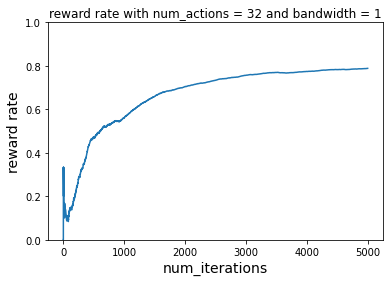 reward rate with num_actions = 32 and bandwidth = 1
1.0
0.8
0.6
0.4
0.2
0.0
reward rate
0 1000 2000 3000 4000 5000
num_iterations